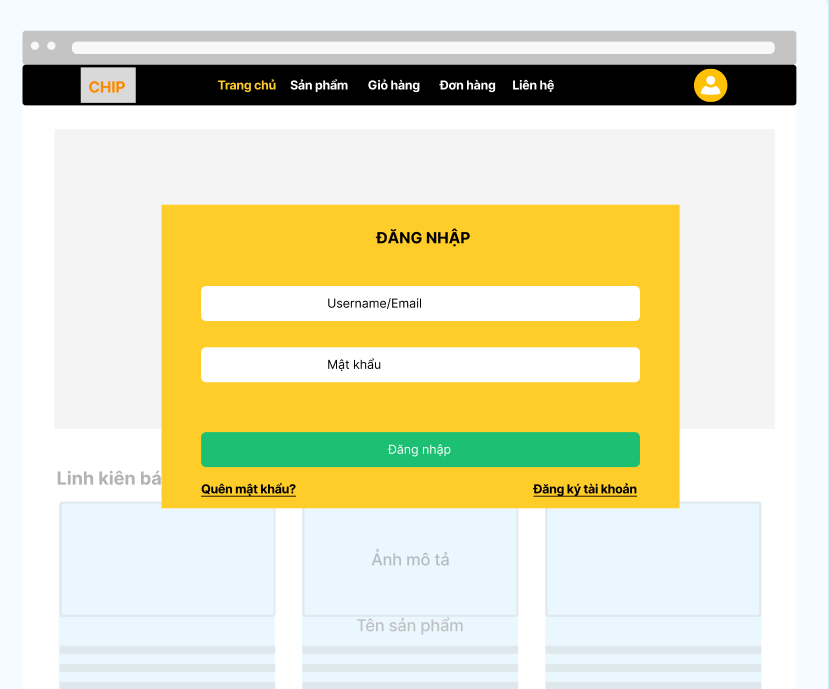 CHIP
Trang chủ Sản phẩm Giỏ hàng Đơn hàng Liên hệ
ĐĂNG NHẬP
Username/Email
Mật khẩu
Đăng nhập
Quên mật khẩu? Đăng ký tài khoản
Linh kiên bá
Ảnh mô tả
Tên sản phẩm